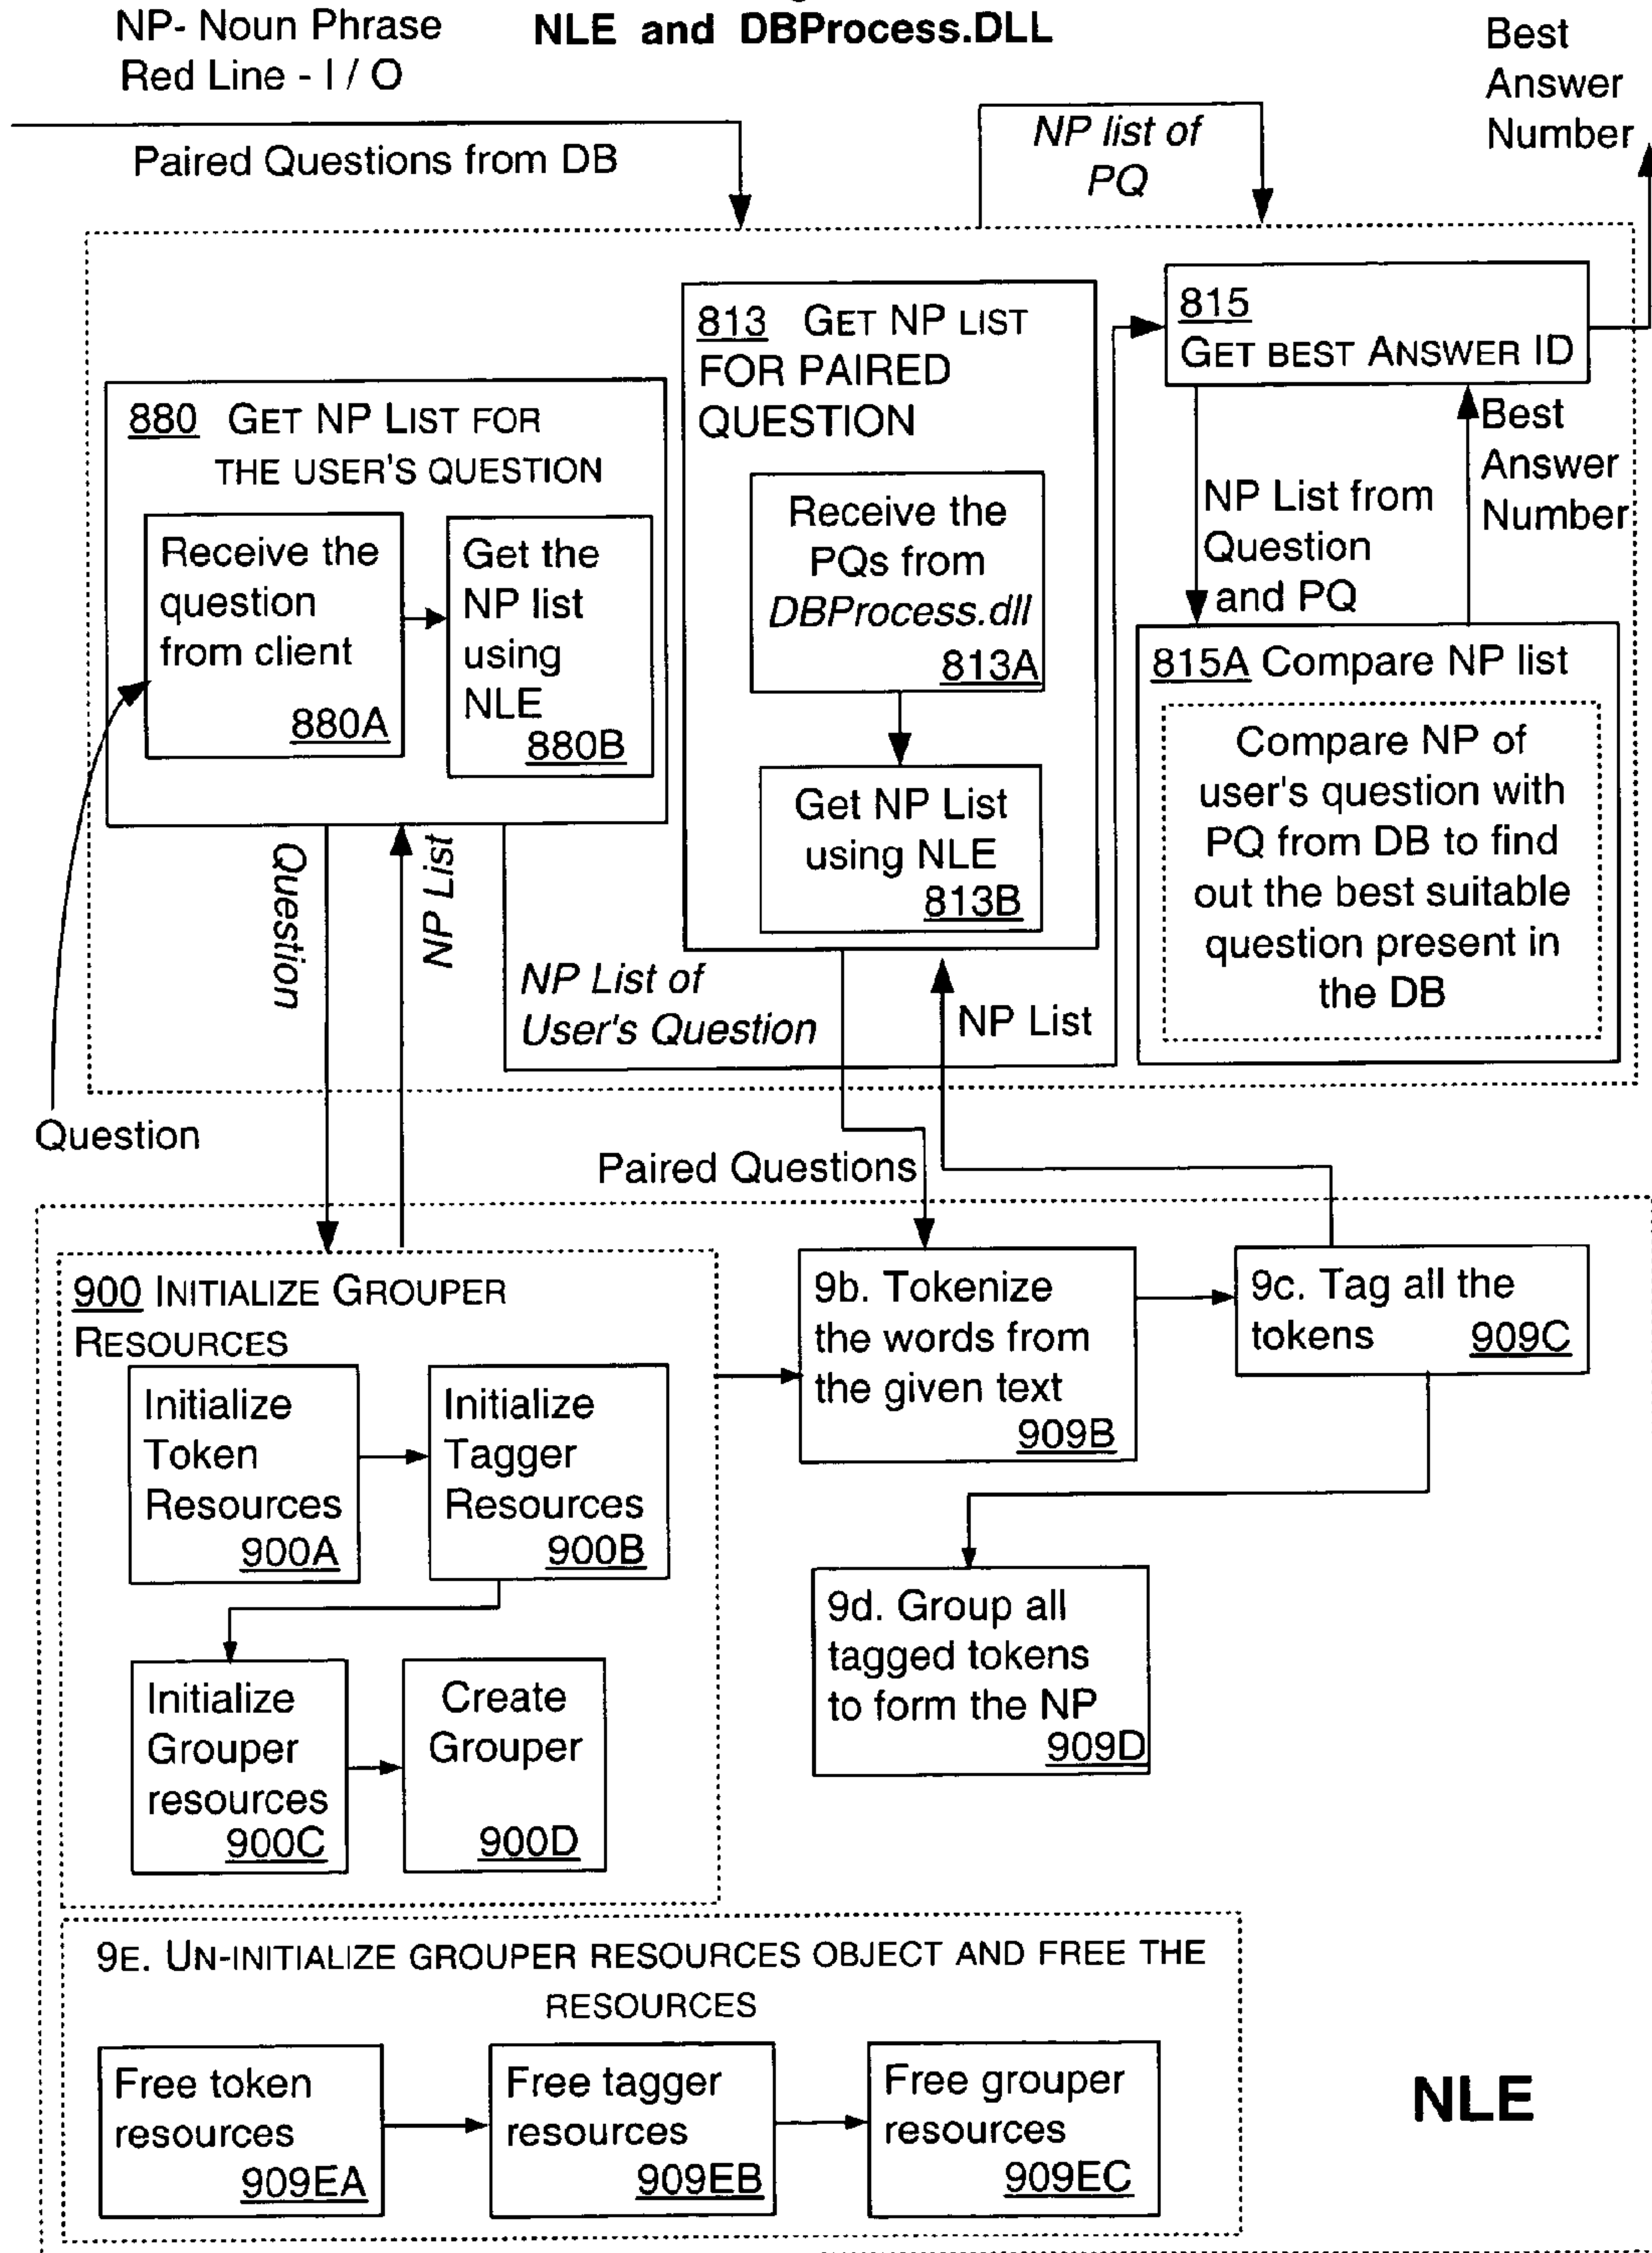 NP- Noun Phrase
Red Line - I / O
NLE and DBProcess.DLL
Best
Answer
Number
Paired Questions from DB
NP list of
PQ
880 GET NP LIST FOR
THE USER'S QUESTION
Receive the
question
from client
880A
Get the
NP list
using
NLE
880B
813 GET NP LIST
FOR PAIRED
QUESTION
Receive the
PQs from
DBProcess.dll
813A
Get NP List
using NLE
813B
815
GET BEST ANSWER ID
NP List from
Question
and PQ
Best
Answer
Number
815A Compare NP list
Compare NP of
user's question with
PQ from DB to find
out the best suitable
question present in
the DB
Question
NP List
NP List of
User's Question
NP List
Question
Paired Questions
900 INITIALIZE GROUPER
RESOURCES
Initialize
Token
Resources
900A
Initialize
Tagger
Resources
900B
Initialize
Grouper
resources
900C
Create
Grouper
900D
9b. Tokenize
the words from
the given text
909B
9c. Tag all the
tokens 909C
9d. Group all
tagged tokens
to form the NP
909D
9E. UN-INITIALIZE GROUPER RESOURCES OBJECT AND FREE THE
RESOURCES
Free token
resources
909EA
Free tagger
resources
909EB
Free grouper
resources
909EC
NLE